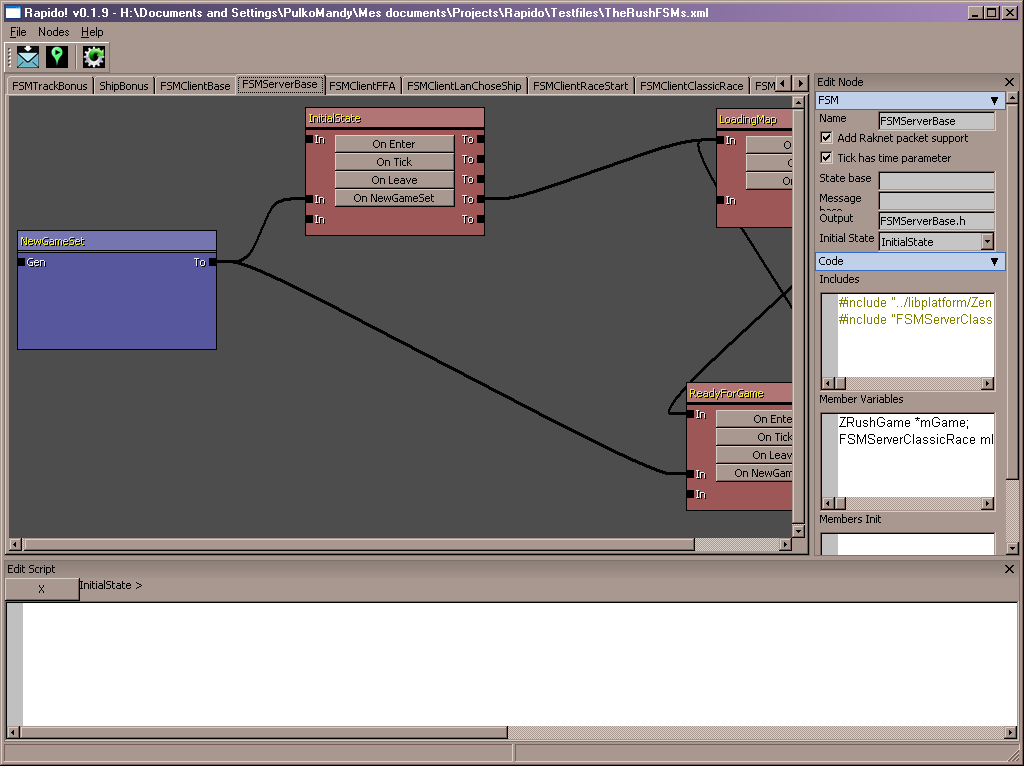 Rapido! v0.1.9 - H:\Documents and Settings\PulkoMandy\Mes documents\Projects\Rapido\Testfiles\TheRushFSMs.xml
File Nodes Help
FSMTrackBonus ShipBonus FSMClientBase FSMServerBase FSMClientFFA FSMClientLanChoseShip FSMClientRaceStart FSMClientClassicRace FSM
InitialState
In On Enter To
On Tick To
On Leave To
In On NewGameSet To
In To
LoadingMap
In O
O
In On
NewGameSet
Gen To
ReadyForGame
In On Ente
On Tick
On Leav
In On NewGam
In
Edit Node
FSM
Name FSMServerBase
Add Raknet packet support
Tick has time parameter
State base
Message
Output FSMServerBase.h
Initial State InitialState
Code
Includes
#include "../libplatform/Zen
#include "FSMServerClass
Member Variables
ZRushGame *mGame;
FSMServerClassicRace ml
Members Init
Edit Script
X InitialState >